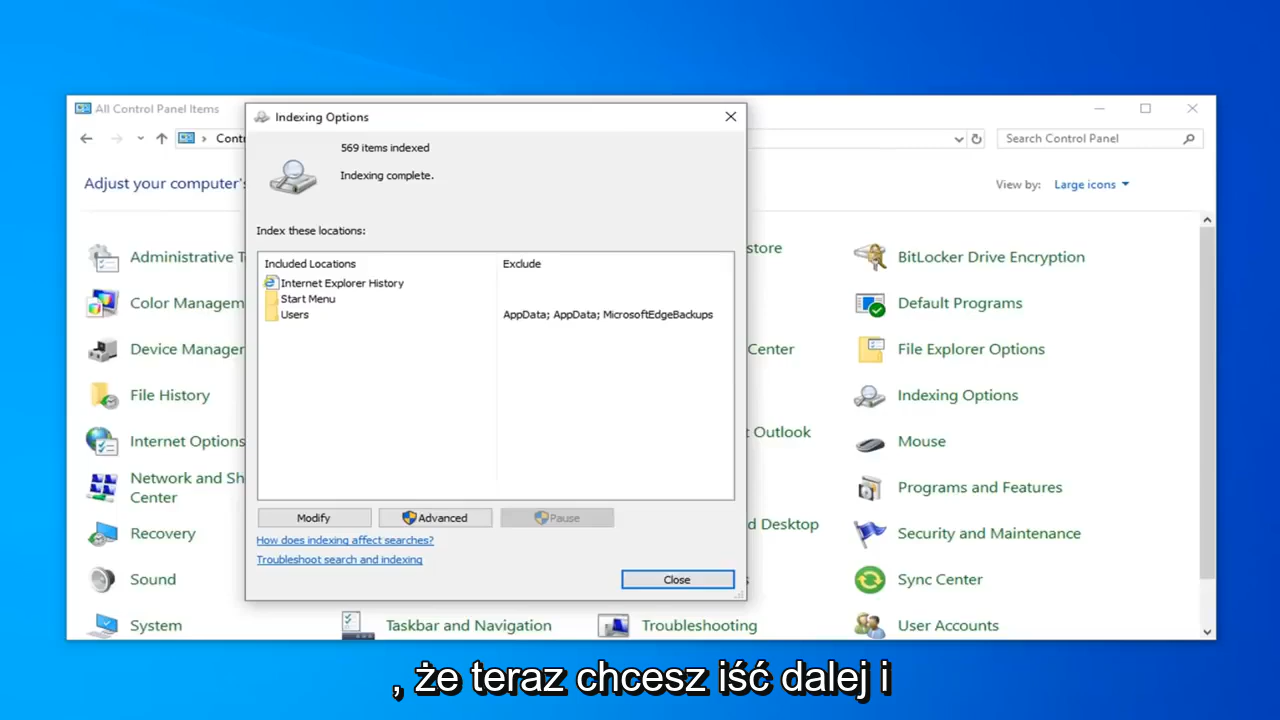 All Control Panel Items
Indexing Options
Contr
Search Control Panel
569 items indexed
Indexing complete.
Adjust your computer's
View by: Large icons
Index these locations:
Included Locations Exclude
Internet Explorer History
Start Menu
Users AppData; AppData; MicrosoftEdgeBackups
Modify Advanced Pause
How does indexing affect searches?
Troubleshoot search and indexing
Close
Administrative T
store
BitLocker Drive Encryption
Color Managem
Default Programs
Device Manager
Center
File Explorer Options
File History
Indexing Options
Internet Options
Outlook
Mouse
Network and Sh
Center
Programs and Features
Recovery
d Desktop
Security and Maintenance
Sound
Sync Center
System
Taskbar and Navigation
Troubleshooting
User Accounts
, że teraz chcesz iść dalej i